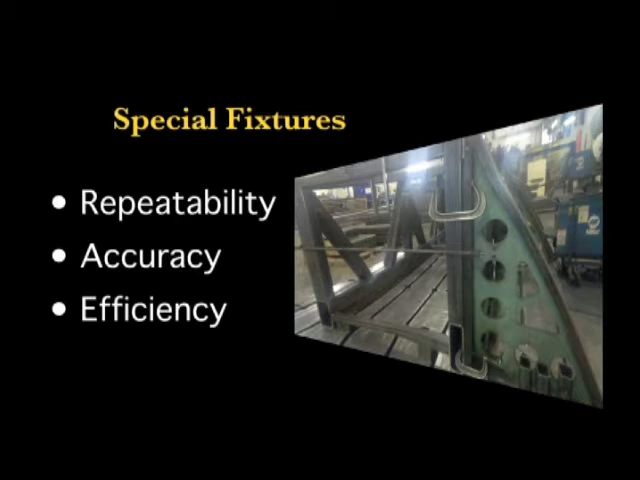 Special Fixtures
• Repeatability
• Accuracy
• Efficiency